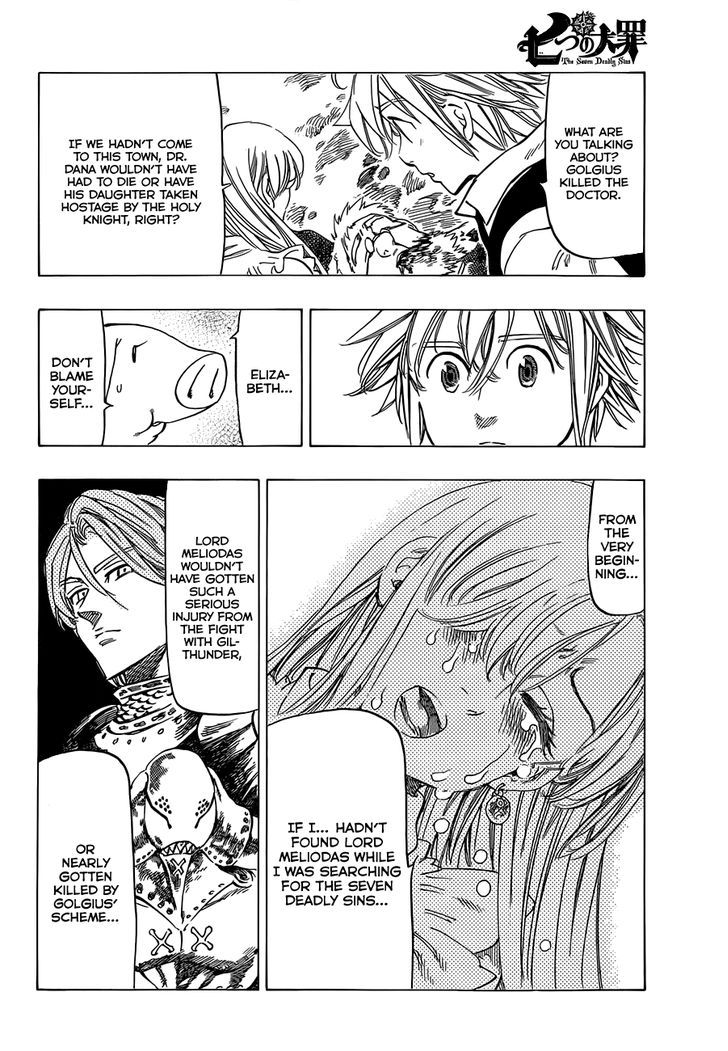 七つの大罪
The Seven Deadly Sins
WHAT ARE
YOU TALKING
ABOUT?
GOLGIUS
KILLED THE
DOCTOR.
IF WE HADN'T COME
TO THIS TOWN, DR.
DANA WOULDN'T HAVE
HAD TO DIE OR HAVE
HIS DAUGHTER TAKEN
HOSTAGE BY THE HOLY
KNIGHT, RIGHT?
ELIZA-
BETH...
DON'T
BLAME
YOUR-
SELF...
FROM
THE VERY
BEGIN-
NING...
IF I... HADN'T
FOUND LORD
MELIODAS WHILE
I WAS SEARCHING
FOR THE SEVEN
DEADLY SINS...
LORD
MELIODAS
WOULDN'T
HAVE GOTTEN
SUCH A
SERIOUS
INJURY FROM
THE FIGHT
WITH GIL-
THUNDER,
OR
NEARLY
GOTTEN
KILLED BY
GOLGIUS'
SCHEME...